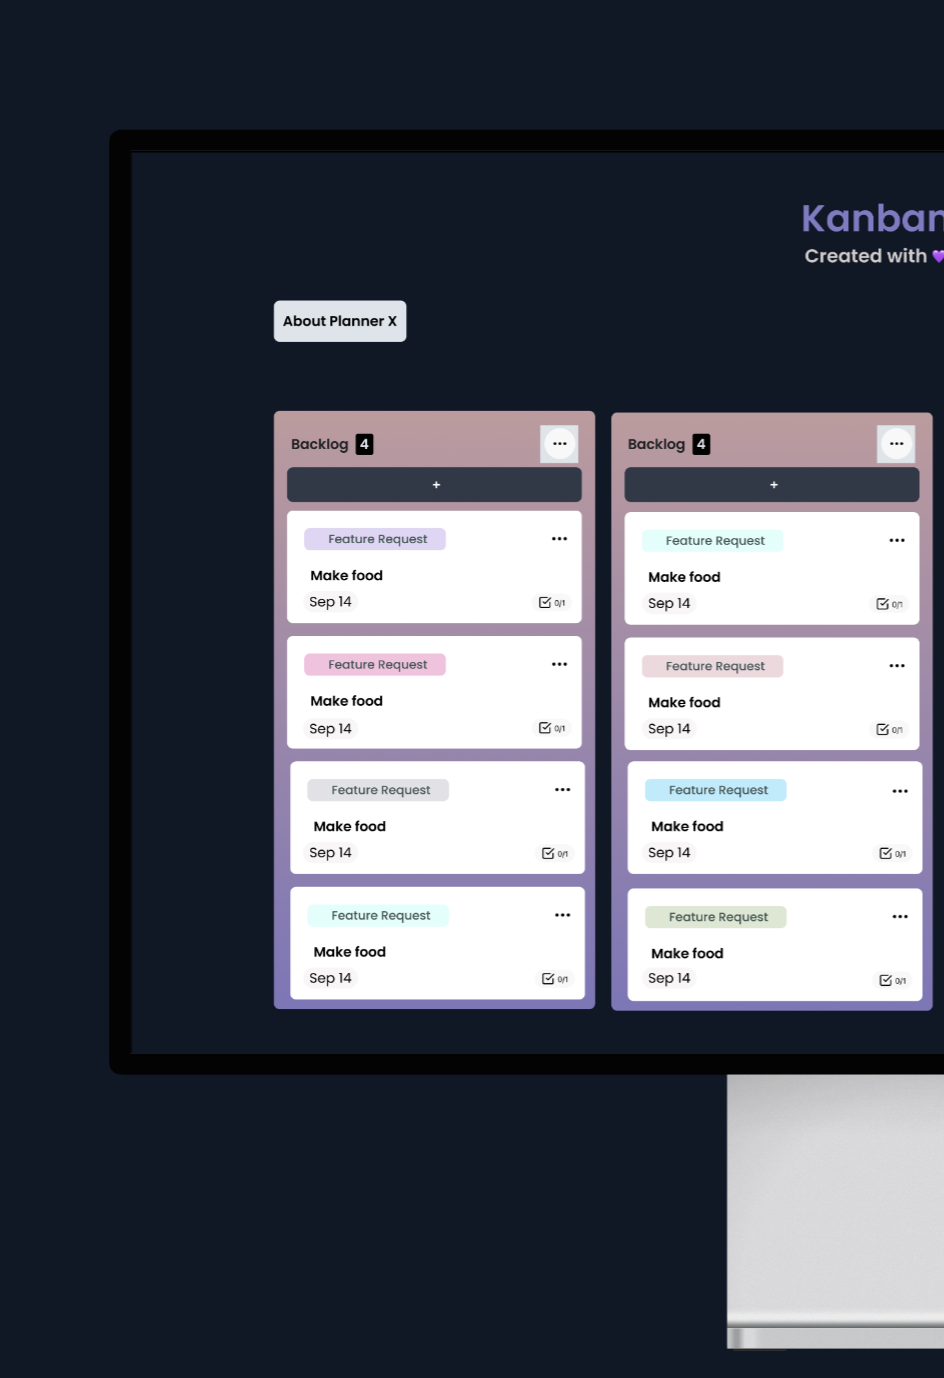 Kanban
Created with 💜
About Planner X
Backlog 4
+
Feature Request
Make food
Sep 14
0/1
Feature Request
Make food
Sep 14
0/1
Feature Request
Make food
Sep 14
0/1
Feature Request
Make food
Sep 14
0/1
Backlog 4
+
Feature Request
Make food
Sep 14
0/1
Feature Request
Make food
Sep 14
0/1
Feature Request
Make food
Sep 14
0/1
Feature Request
Make food
Sep 14
0/1